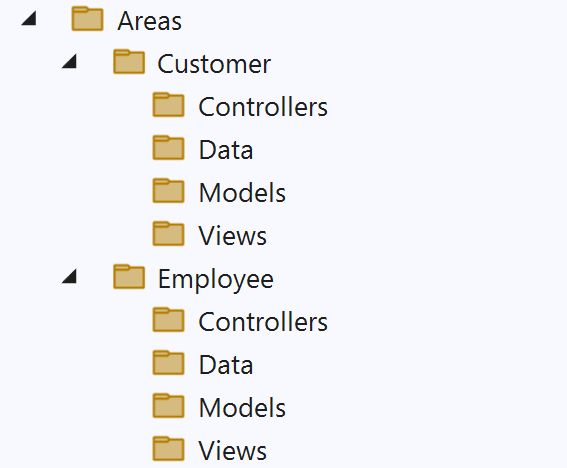 Areas
Customer
Controllers
Data
Models
Views
Employee
Controllers
Data
Models
Views